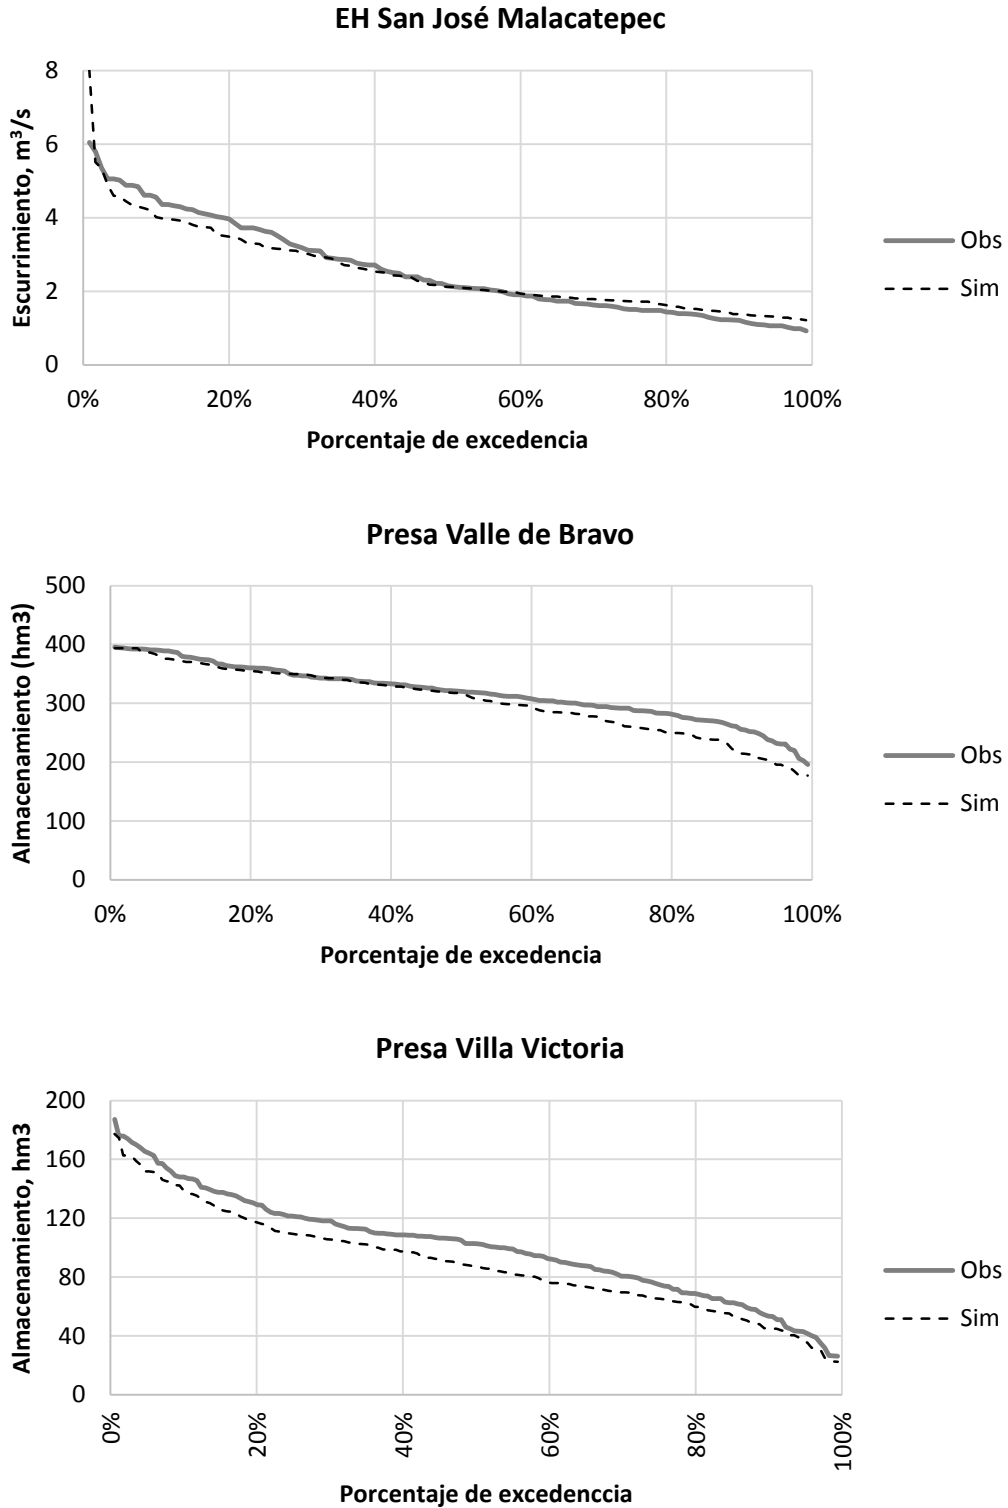 EH San José Malacatepec
Escurrimiento, m³/s
8
6
4
2
0
0% 20% 40% 60% 80% 100%
Porcentaje de excedencia
Obs
Sim
Presa Valle de Bravo
Almacenamiento (hm3)
500
400
300
200
100
0
0% 20% 40% 60% 80% 100%
Porcentaje de excedencia
Obs
Sim
Presa Villa Victoria
Almacenamiento, hm3
200
160
120
80
40
0
0% 20% 40% 60% 80% 100%
Porcentaje de excedenccia
Obs
Sim